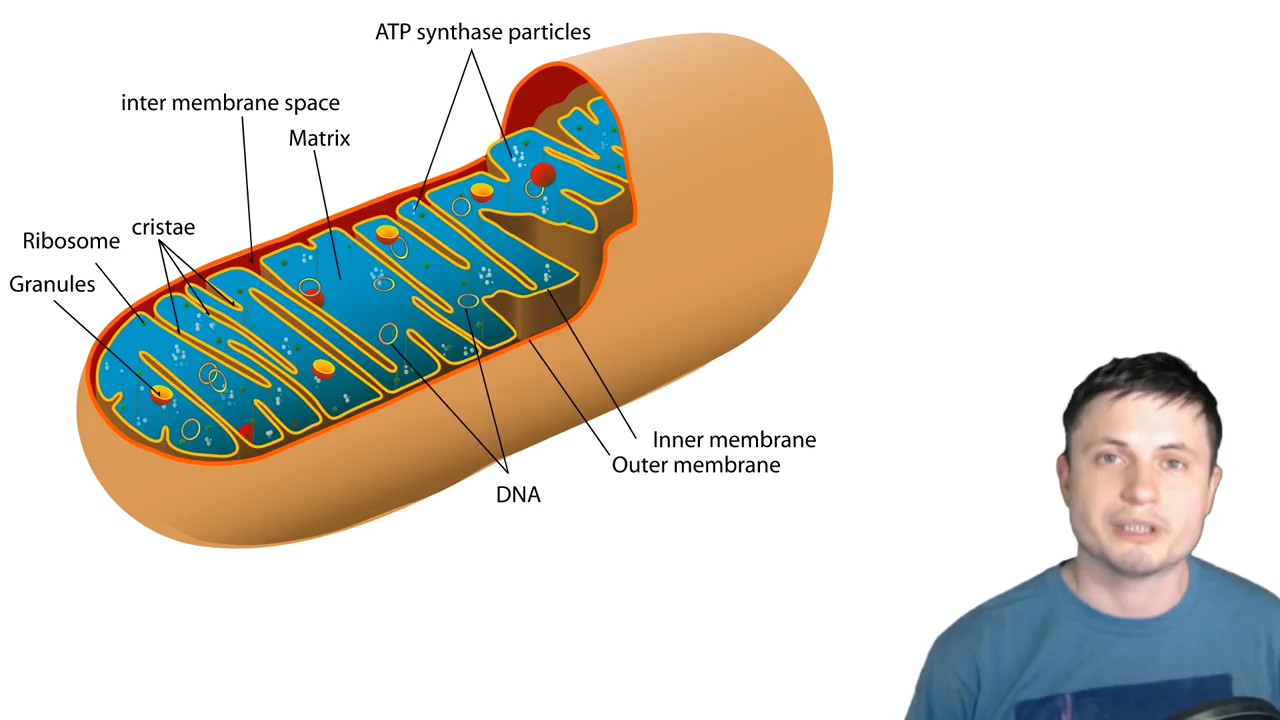 ATP synthase particles
inter membrane space
Matrix
cristae
Ribosome
Granules
Inner membrane
Outer membrane
DNA